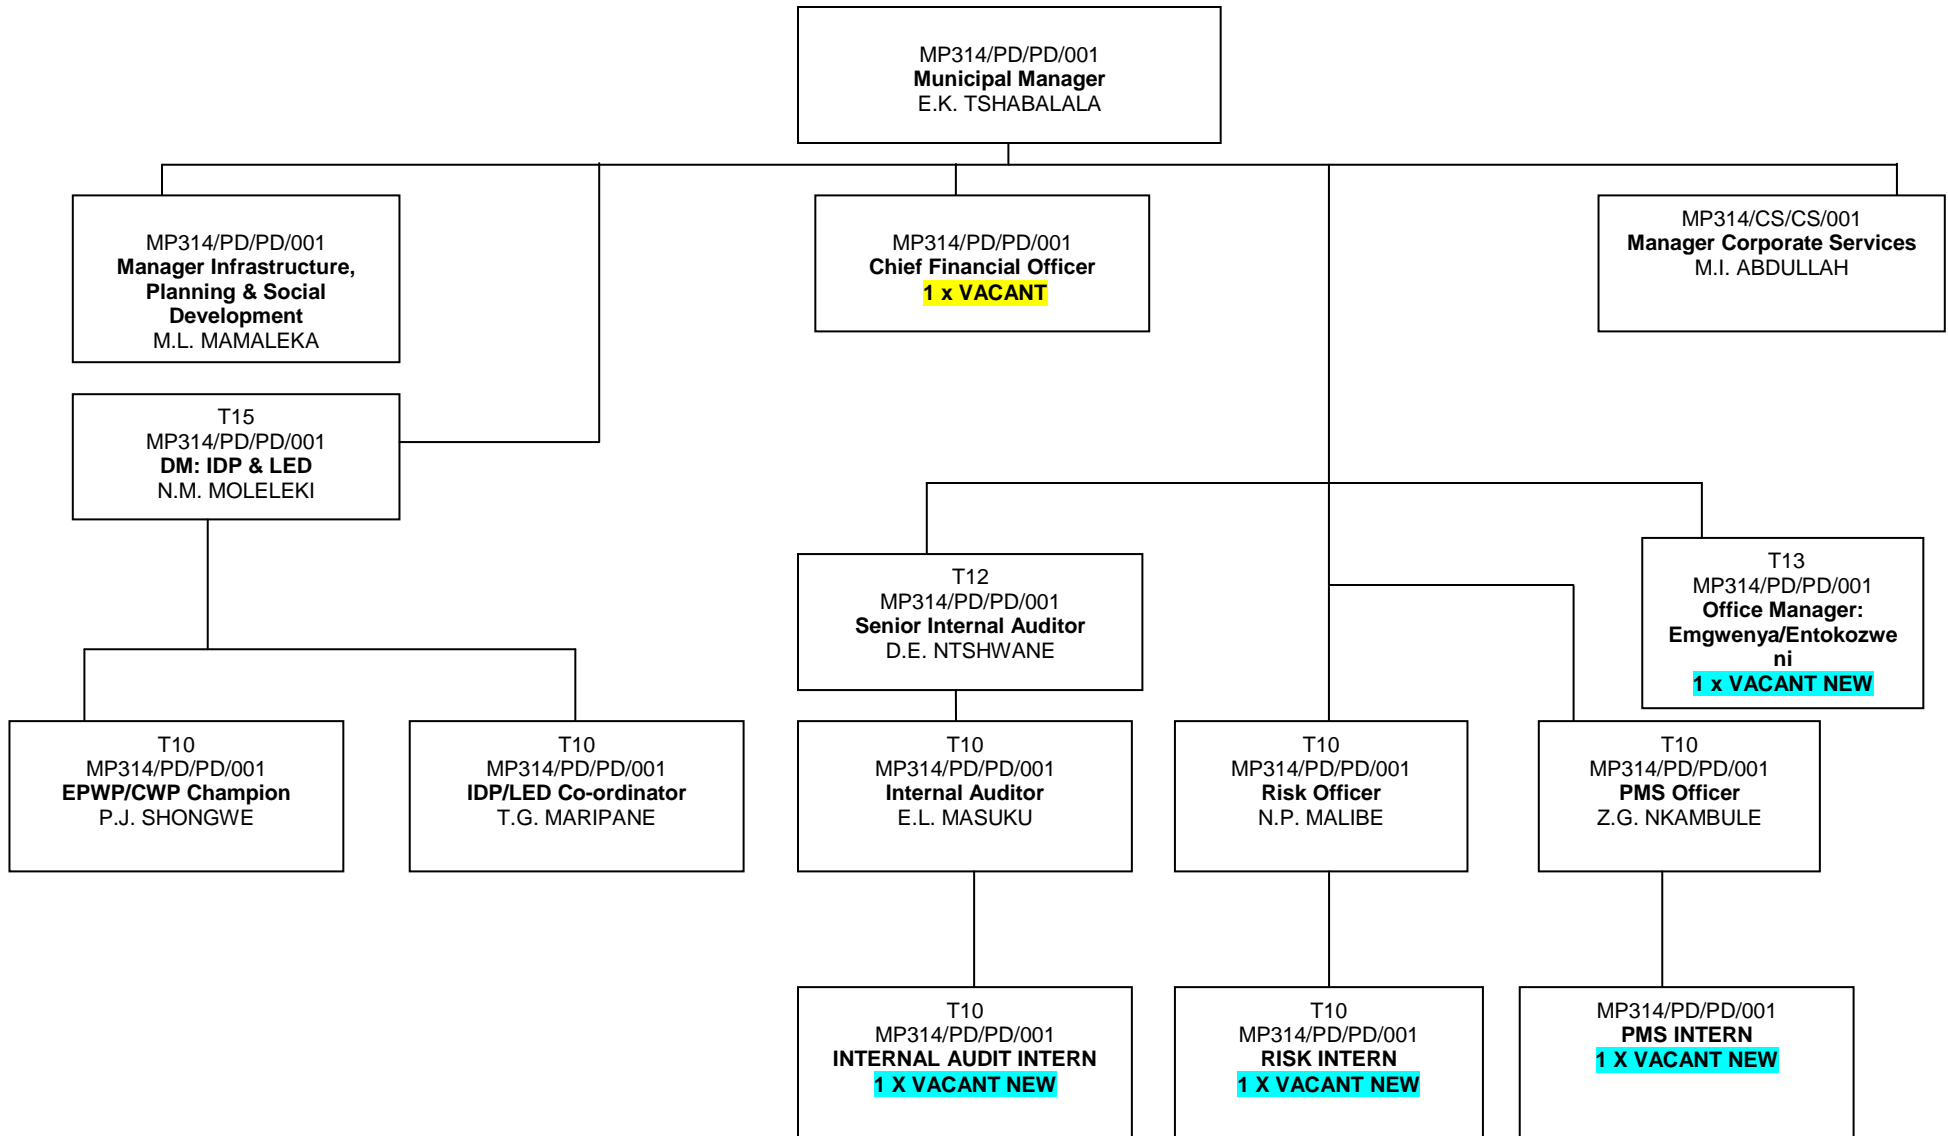 MP314/PD/PD/001
Municipal Manager
E.K. TSHABALALA
MP314/PD/PD/001
Manager Infrastructure,
Planning & Social
Development
M.L. MAMALEKA
MP314/PD/PD/001
Chief Financial Officer
1 x VACANT
MP314/CS/CS/001
Manager Corporate Services
M.I. ABDULLAH
T15
MP314/PD/PD/001
DM: IDP & LED
N.M. MOLELEKI
T12
MP314/PD/PD/001
Senior Internal Auditor
D.E. NTSHWANE
T13
MP314/PD/PD/001
Office Manager:
Emgwenya/Entokozwe
ni
1 x VACANT NEW
T10
MP314/PD/PD/001
EPWP/CWP Champion
P.J. SHONGWE
T10
MP314/PD/PD/001
IDP/LED Co-ordinator
T.G. MARIPANE
T10
MP314/PD/PD/001
Internal Auditor
E.L. MASUKU
T10
MP314/PD/PD/001
Risk Officer
N.P. MALIBE
T10
MP314/PD/PD/001
PMS Officer
Z.G. NKAMBULE
T10
MP314/PD/PD/001
INTERNAL AUDIT INTERN
1 X VACANT NEW
T10
MP314/PD/PD/001
RISK INTERN
1 X VACANT NEW
MP314/PD/PD/001
PMS INTERN
1 X VACANT NEW